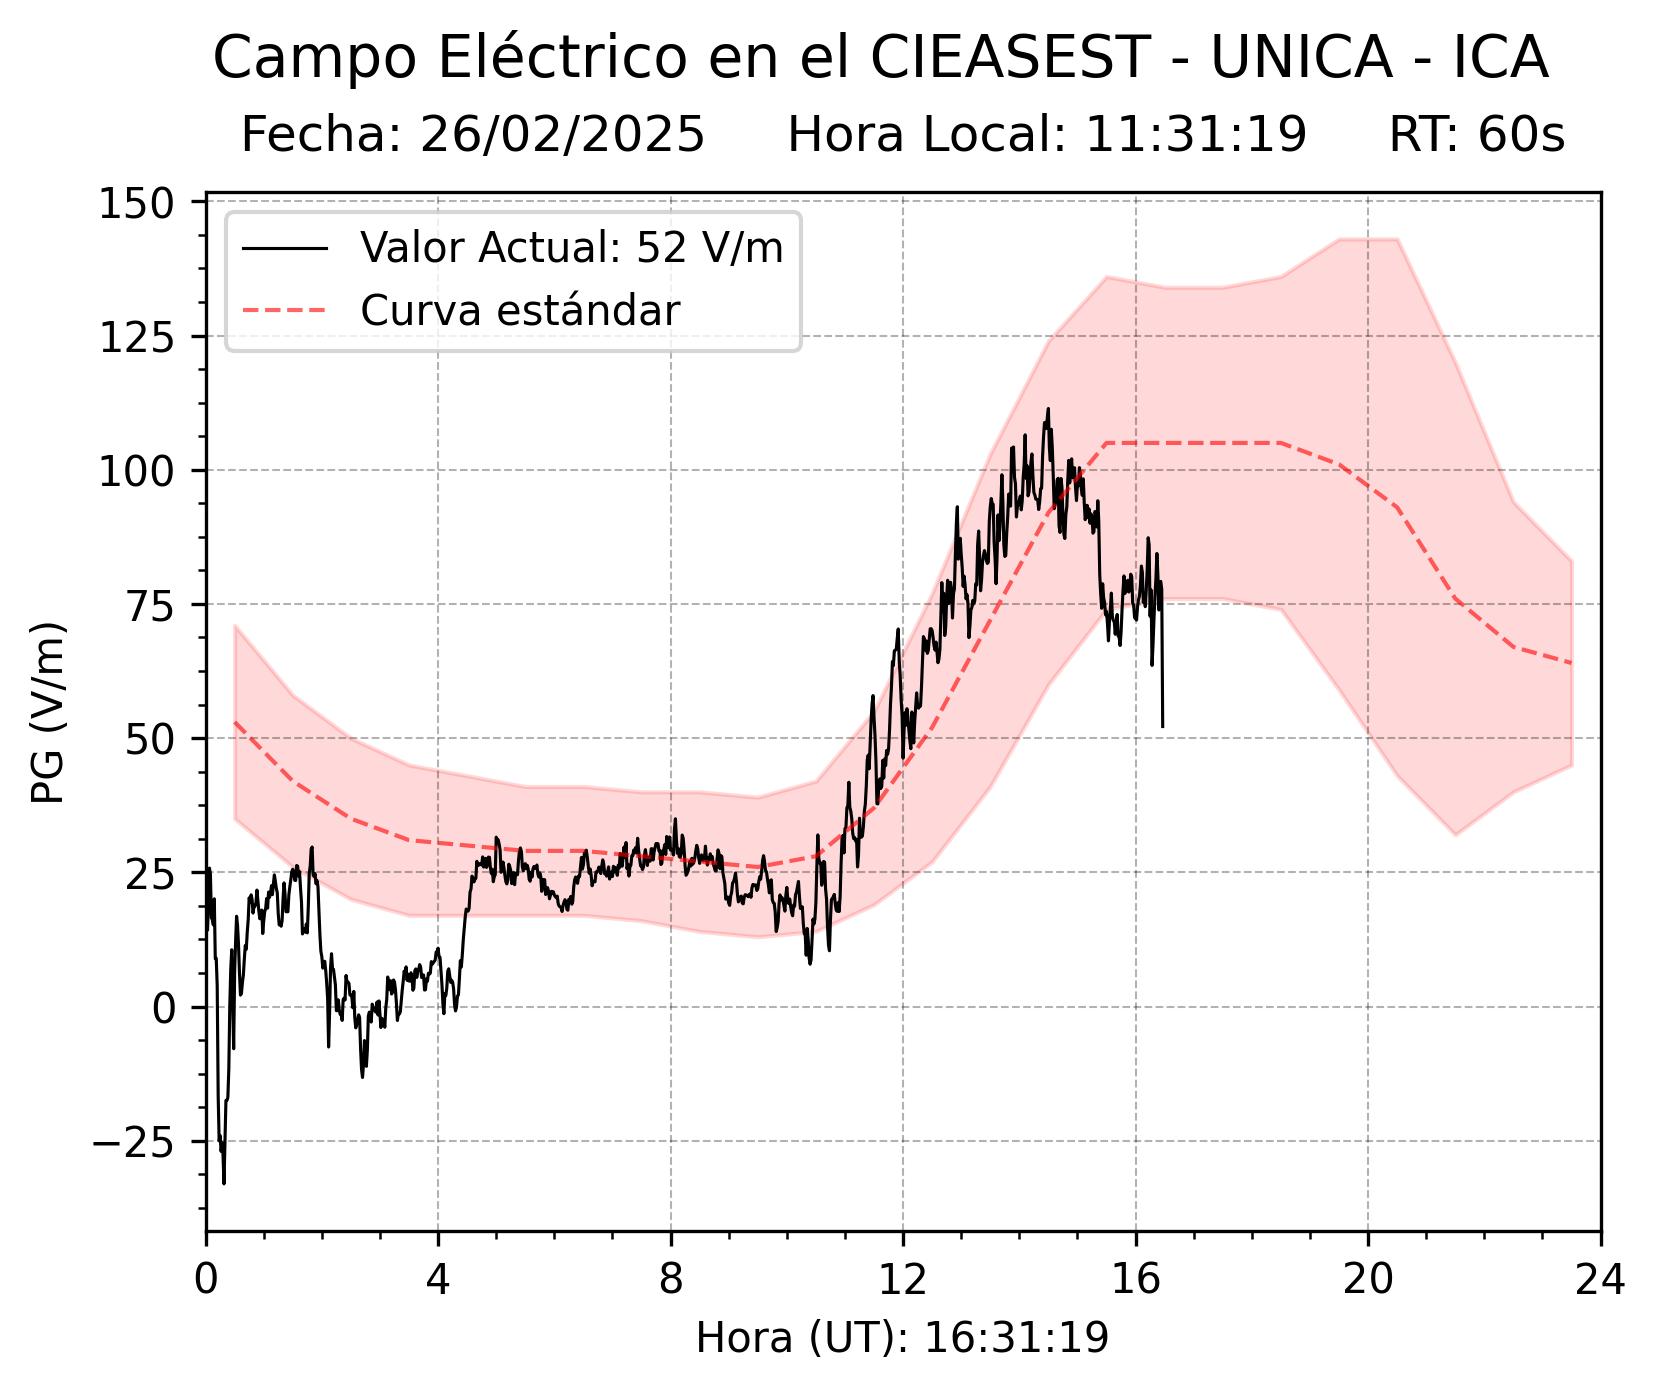 Campo Eléctrico en el CIEASEST - UNICA - ICA
Fecha: 26/02/2025 Hora Local: 11:31:19 RT: 60s
Valor Actual: 52 V/m
Curva estándar
150
125
100
75
50
25
0
−25
PG (V/m)
0 4 8 12 16 20 24
Hora (UT): 16:31:19